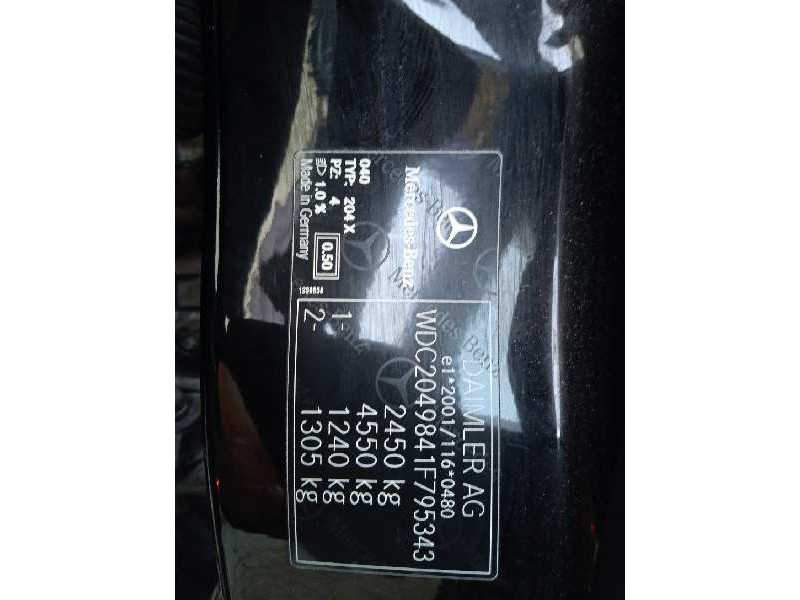 Mercedes-Benz
040
TYP: 204 X
PZ: 4
1.0 %
0.50
Made in Germany
DAIMLER AG
e1*2001/116*0480
WDC2049841F795343
2450 kg
4550 kg
1- 1240 kg
2- 1305 kg